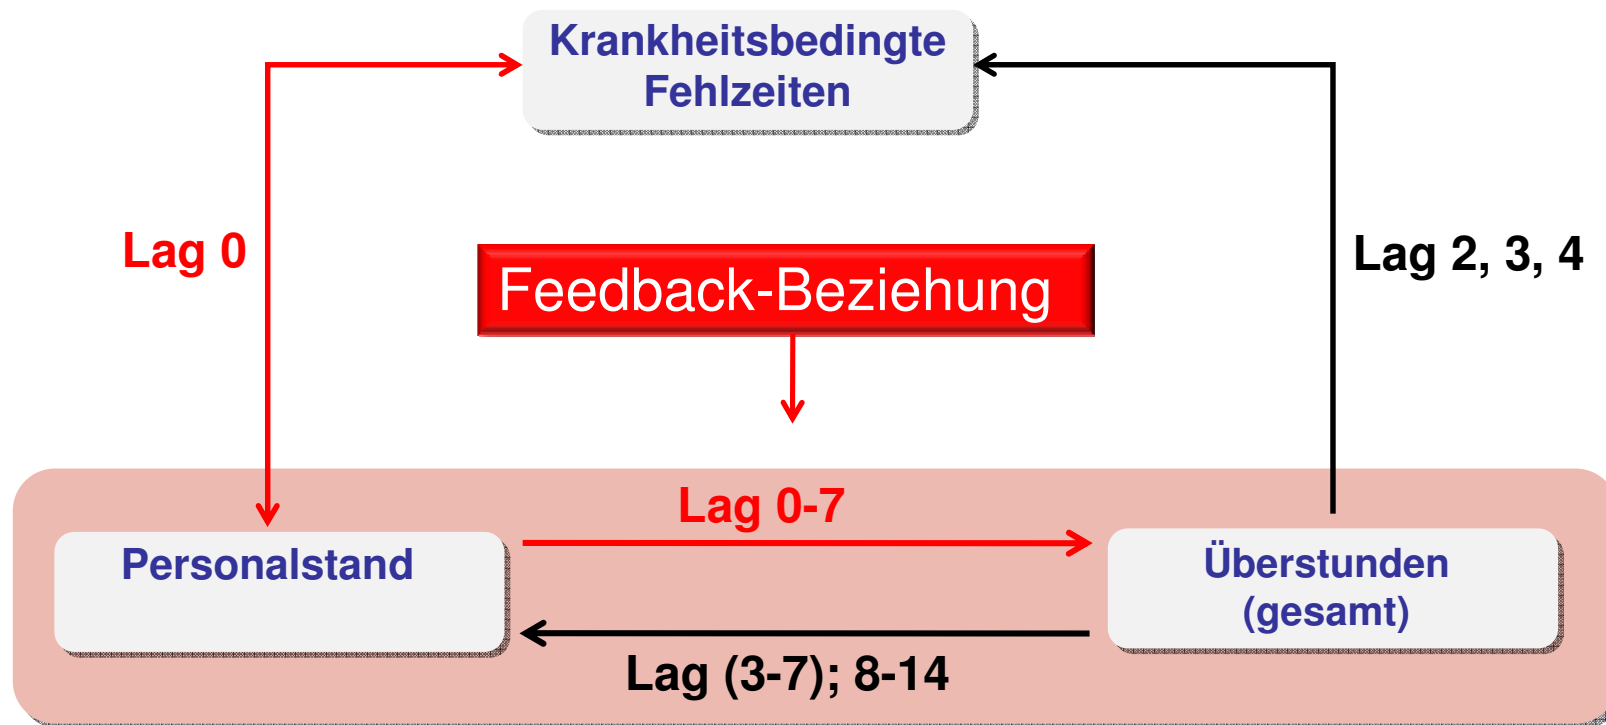 Krankheitsbedingte
Fehlzeiten
Lag 0
Lag 2, 3, 4
Feedback-Beziehung
Lag 0-7
Personalstand
Überstunden
(gesamt)
Lag (3-7); 8-14